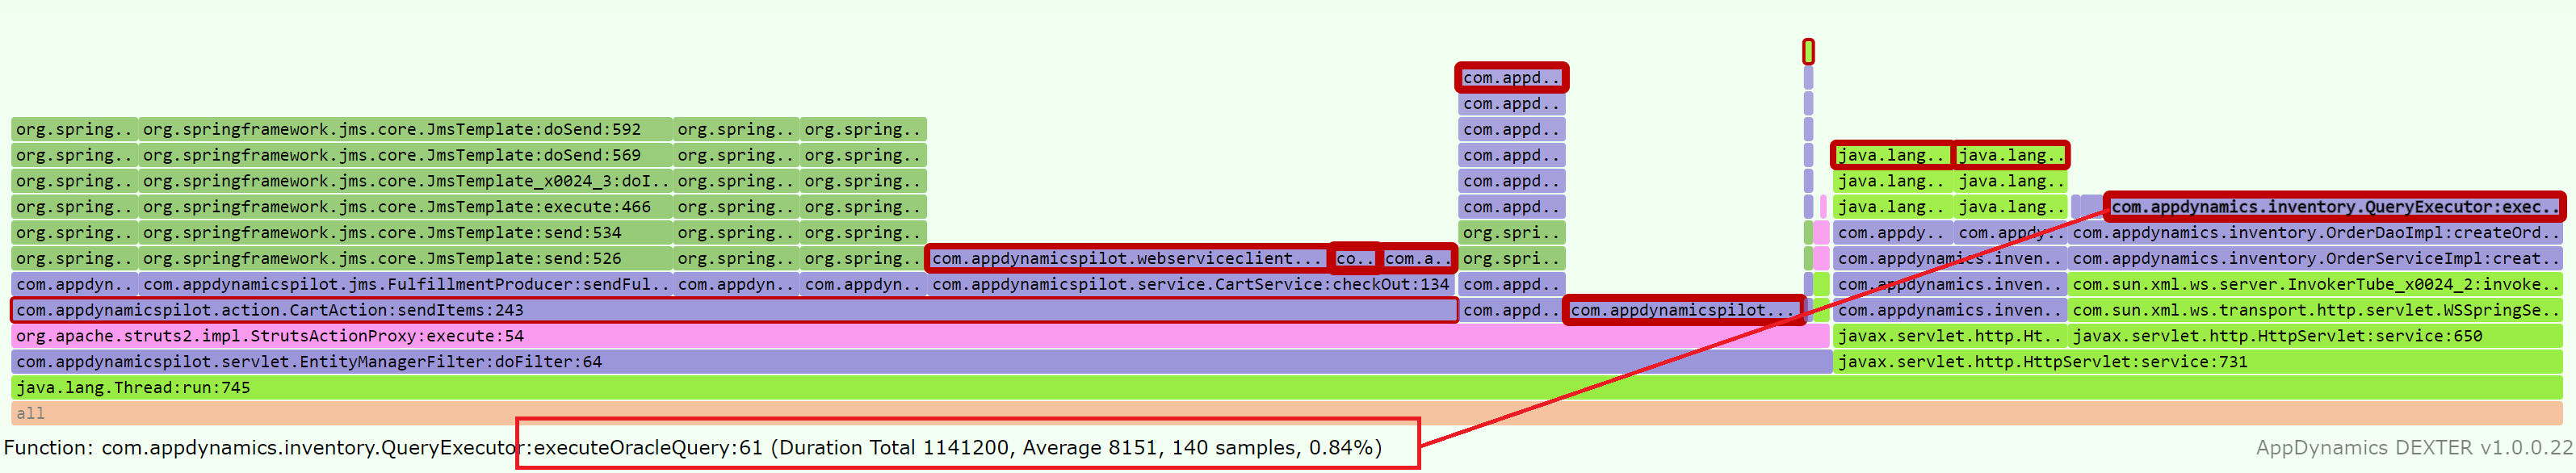 com.appd..
com.appd..
org.spring.. org.springframework.jms.core.JmsTemplate:doSend:592 org.spring.. org.spring.. com.appd..
org.spring.. org.springframework.jms.core.JmsTemplate:doSend:569 org.spring.. org.spring.. com.appd.. java.lang.. java.lang..
org.spring.. org.springframework.jms.core.JmsTemplate_x0024_3:doI.. org.spring.. org.spring.. com.appd.. java.lang.. java.lang..
org.spring.. org.springframework.jms.core.JmsTemplate:execute:466 org.spring.. org.spring.. com.appd.. java.lang.. java.lang.. com.appdynamics.inventory.QueryExecutor:exec..
org.spring.. org.springframework.jms.core.JmsTemplate:send:534 org.spring.. org.spring.. org.spri.. com.appdy.. com.appdy.. com.appdynamics.inventory.OrderDaoImpl:createOrd..
org.spring.. org.springframework.jms.core.JmsTemplate:send:526 org.spring.. org.spring.. com.appdynamicspilot.webserviceclient... co.. com.a.. org.spri.. com.appdynamics.inven.. com.appdynamics.inventory.OrderServiceImpl:creat..
com.appdyn.. com.appdynamicspilot.jms.FulfillmentProducer:sendFul.. com.appdyn.. com.appdyn.. com.appdynamicspilot.service.CartService:checkOut:134 com.appd.. com.appdynamics.inven.. com.sun.xml.ws.server.InvokerTube_x0024_2:invoke..
com.appdynamicspilot.action.CartAction:sendItems:243 com.appd.. com.appdynamicspilot... com.appdynamics.inven.. com.sun.xml.ws.transport.http.servlet.WSSpringSe..
org.apache.struts2.impl.StrutsActionProxy:execute:54 javax.servlet.http.Ht.. javax.servlet.http.HttpServlet:service:650
com.appdynamicspilot.servlet.EntityManagerFilter:doFilter:64 javax.servlet.http.HttpServlet:service:731
java.lang.Thread:run:745
all
Function: com.appdynamics.inventory.QueryExecutor:executeOracleQuery:61 (Duration Total 1141200, Average 8151, 140 samples, 0.84%) AppDynamics DEXTER v1.0.0.22